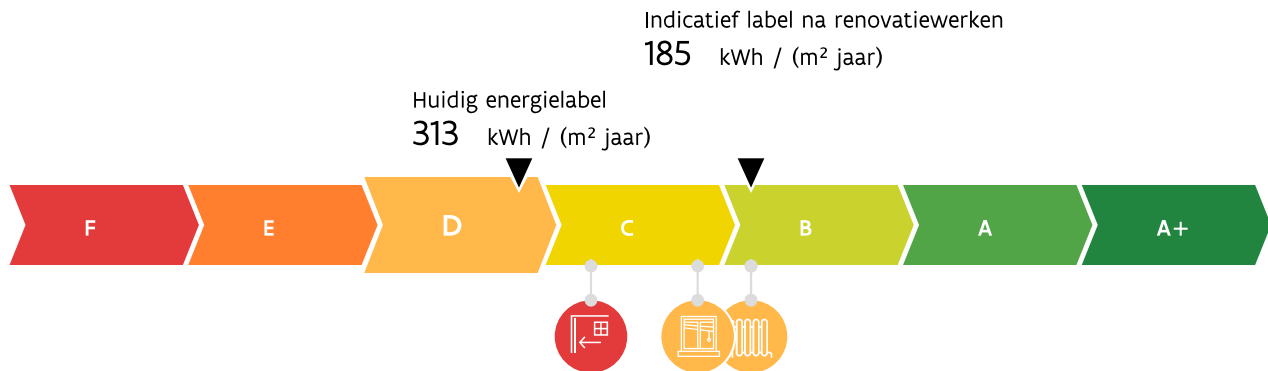 Indicatief label na renovatiewerken
185 kWh / (m² jaar)
Huidig energielabel
313 kWh / (m² jaar)
F E D C B A A+